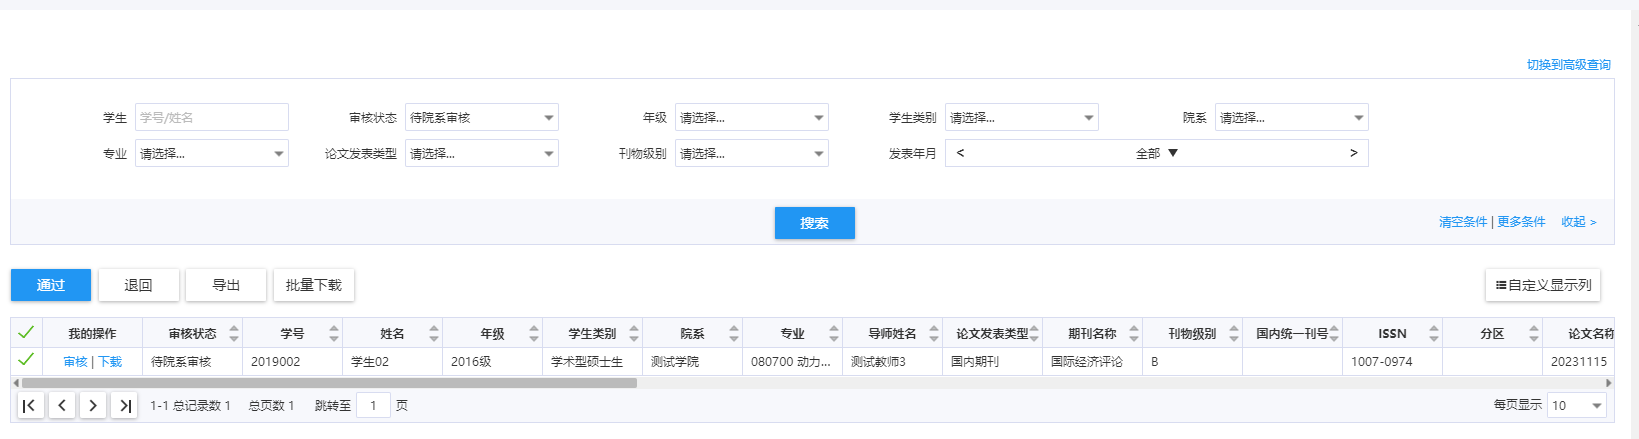 切换到高级查询
学生 学号/姓名 审核状态 待院系审核 年级 请选择... 学生类别 请选择... 院系 请选择...
专业 请选择... 论文发表类型 请选择... 刊物级别 请选择... 发表年月 < 全部 ▼ >
搜索
清空条件 | 更多条件 收起 >
通过 退回 导出 批量下载 自定义显示列
我的操作 审核状态 学号 姓名 年级 学生类别 院系 专业 导师姓名 论文发表类型 期刊名称 刊物级别 国内统一刊号 ISSN 分区 论文名称
审核 | 下载 待院系审核 2019002 学生02 2016级 学术型硕士生 测试学院 080700 动力... 测试教师3 国内期刊 国际经济评论 B 1007-0974 20231115
1-1 总记录数 1 总页数 1 跳转至 1 页 每页显示 10